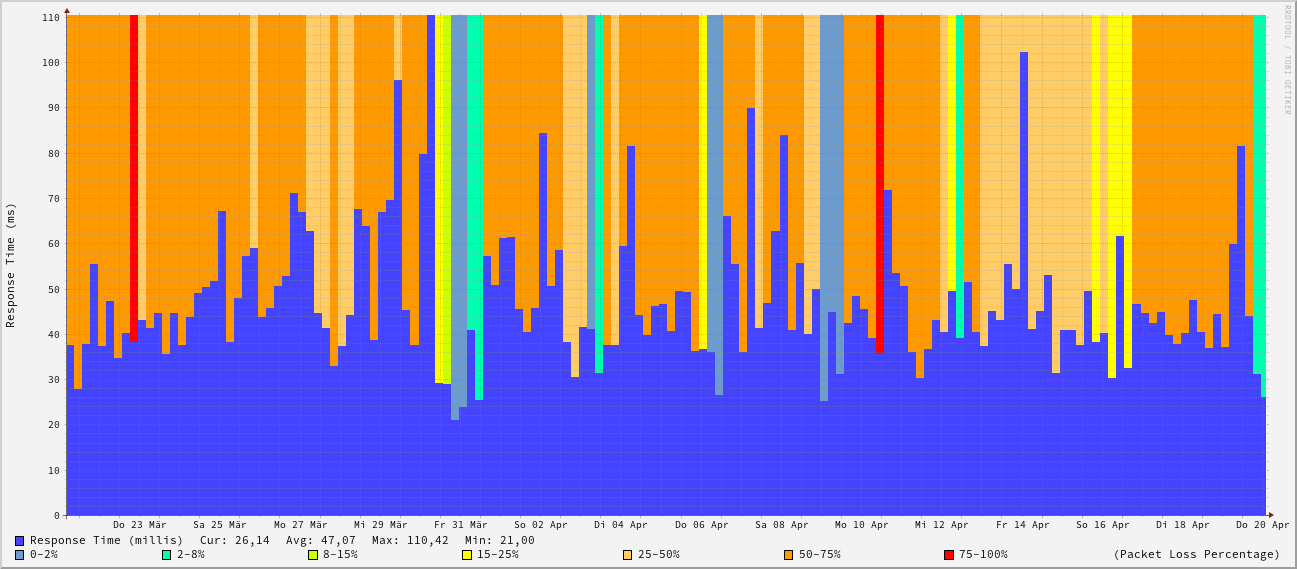 RRDTOOL / TOBI OETIKER
Response Time (ms)
110
100
90
80
70
60
50
40
30
20
10
0
Do 23 Mär Sa 25 Mär Mo 27 Mär Mi 29 Mär Fr 31 Mär So 02 Apr Di 04 Apr Do 06 Apr Sa 08 Apr Mo 10 Apr Mi 12 Apr Fr 14 Apr So 16 Apr Di 18 Apr Do 20 Apr
Response Time (millis) Cur: 26,14 Avg: 47,07 Max: 110,42 Min: 21,00
0-2% 2-8% 8-15% 15-25% 25-50% 50-75% 75-100% (Packet Loss Percentage)